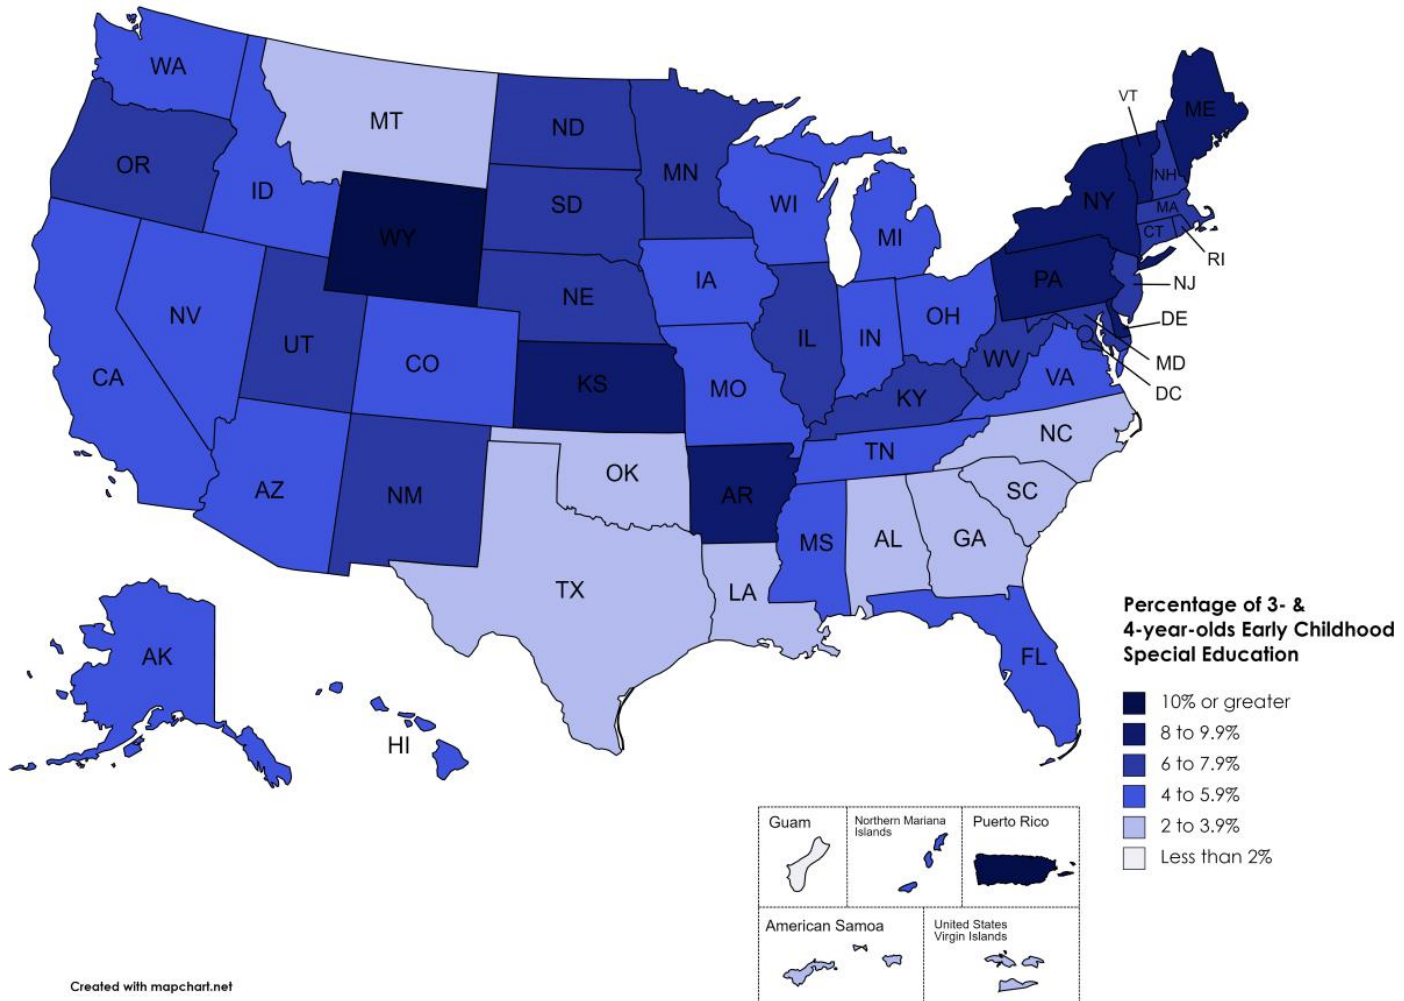 WA
MT
ND
MN
OR
ID
WY
SD
WI
MI
VT
ME
NH
NY
MA
CT
RI
NV
UT
CO
NE
IA
IL
IN
OH
PA
NJ
DE
MD
DC
CA
KS
MO
KY
WV
VA
AZ
NM
OK
AR
TN
NC
SC
TX
LA
MS
AL
GA
FL
AK
HI
Percentage of 3- &
4-year-olds Early Childhood
Special Education
10% or greater
8 to 9.9%
6 to 7.9%
4 to 5.9%
2 to 3.9%
Less than 2%
Guam
Northern Mariana
Islands
Puerto Rico
American Samoa
United States
Virgin Islands
Created with mapchart.net